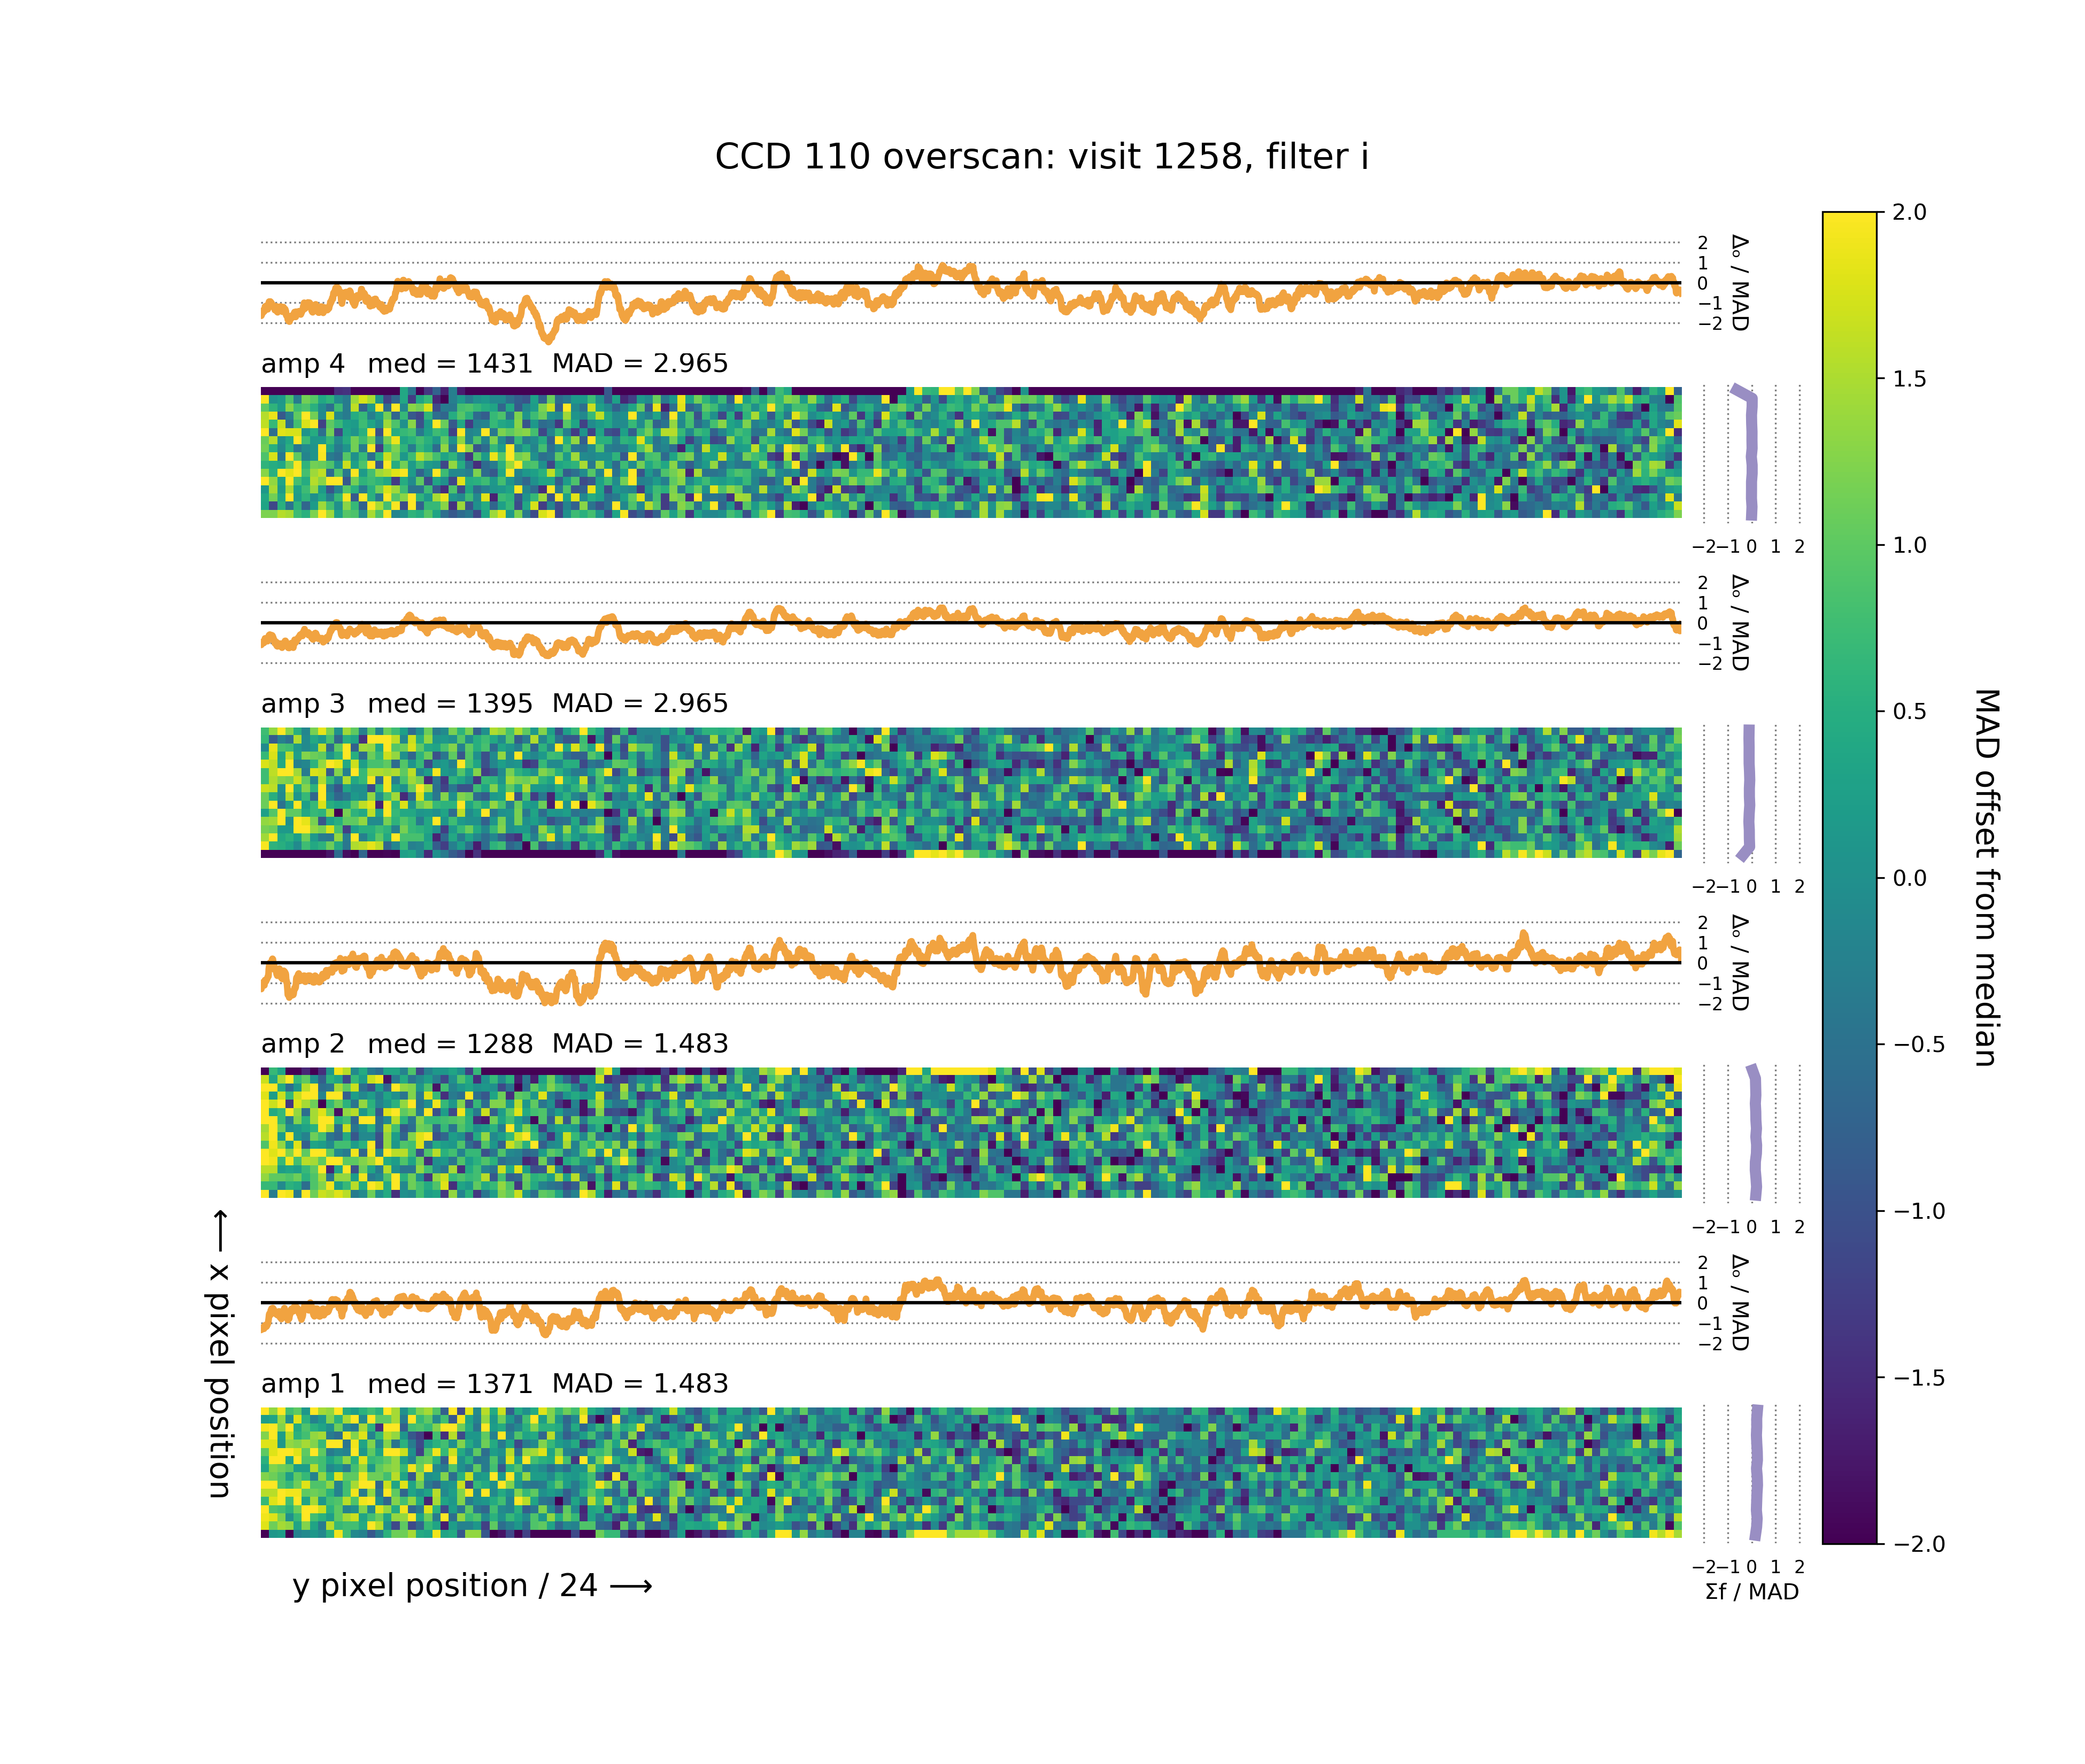 CCD 110 overscan: visit 1258, filter i
2
1
0
−1
−2
Δₒ / MAD
amp 4 med = 1431 MAD = 2.965
−2 −1 0 1 2
2
1
0
−1
−2
Δₒ / MAD
amp 3 med = 1395 MAD = 2.965
−2 −1 0 1 2
2
1
0
−1
−2
Δₒ / MAD
amp 2 med = 1288 MAD = 1.483
−2 −1 0 1 2
2
1
0
−1
−2
Δₒ / MAD
amp 1 med = 1371 MAD = 1.483
−2 −1 0 1 2
Σf / MAD
y pixel position / 24 ⟶
⟵ x pixel position
2.0
1.5
1.0
0.5
0.0
−0.5
−1.0
−1.5
−2.0
MAD offset from median